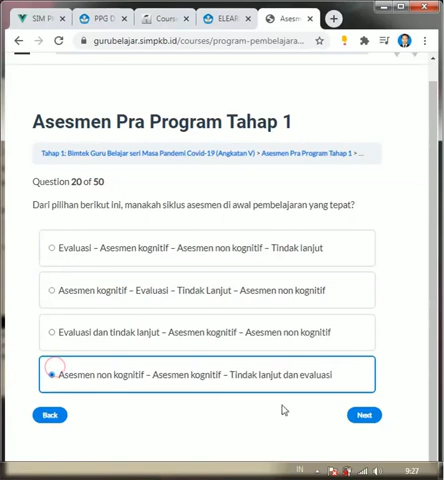 SIM P
PPG D
Course
ELEAR
Asesm
gurubelajar.simpkb.id/courses/program-pembelajara...
Asesmen Pra Program Tahap 1
Tahap 1: Bimtek Guru Belajar seri Masa Pandemi Covid-19 (Angkatan V) > Asesmen Pra Program Tahap 1 > ...
Question 20 of 50
Dari pilihan berikut ini, manakah siklus asesmen di awal pembelajaran yang tepat?
Evaluasi – Asesmen kognitif – Asesmen non kognitif – Tindak lanjut
Asesmen kognitif – Evaluasi – Tindak Lanjut – Asesmen non kognitif
Evaluasi dan tindak lanjut – Asesmen kognitif – Asesmen non kognitif
Asesmen non kognitif – Asesmen kognitif – Tindak lanjut dan evaluasi
Back
Next
IN
9:27